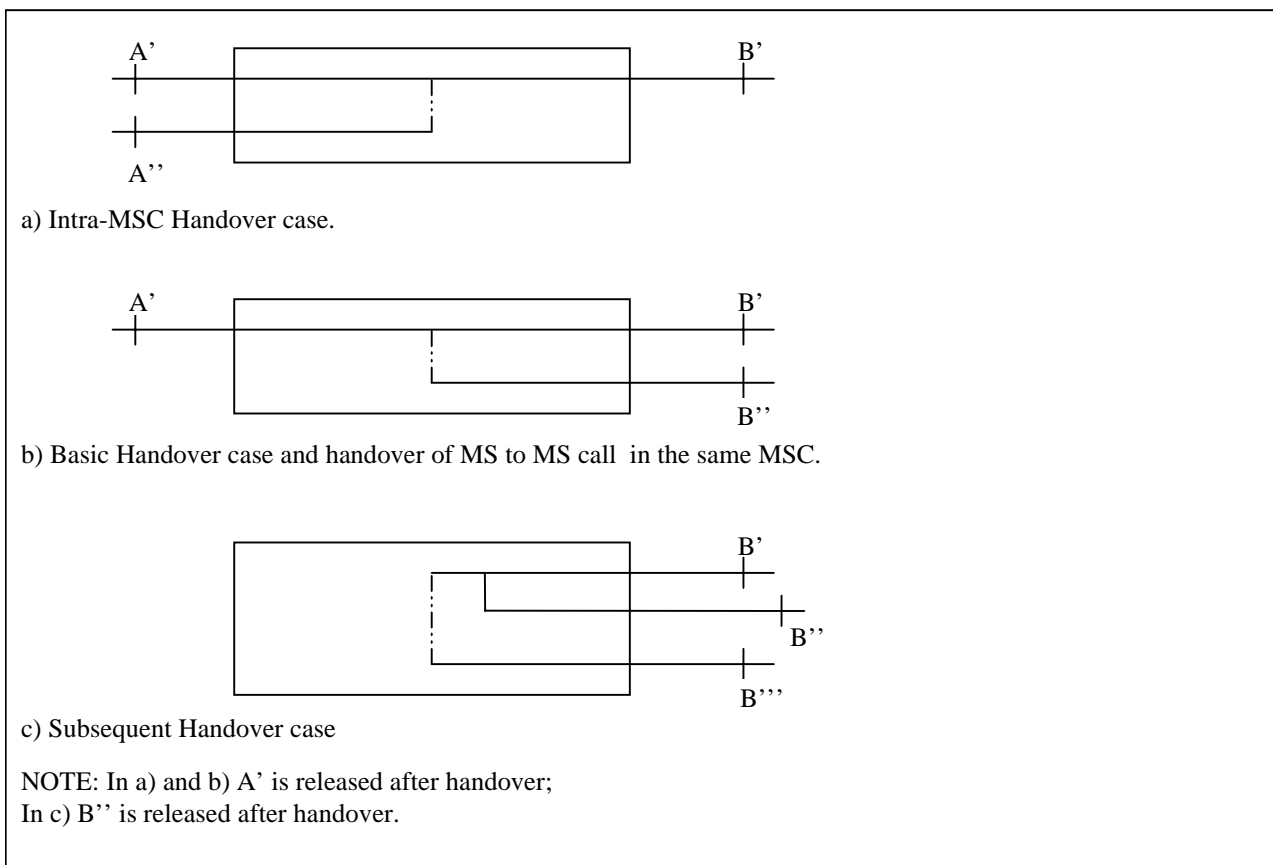 A’ B’
A’’
a) Intra-MSC Handover case.
A’ B’
B’’
b) Basic Handover case and handover of MS to MS call in the same MSC.
B’
B’’
B’’’
c) Subsequent Handover case
NOTE: In a) and b) A’ is released after handover;
In c) B’’ is released after handover.